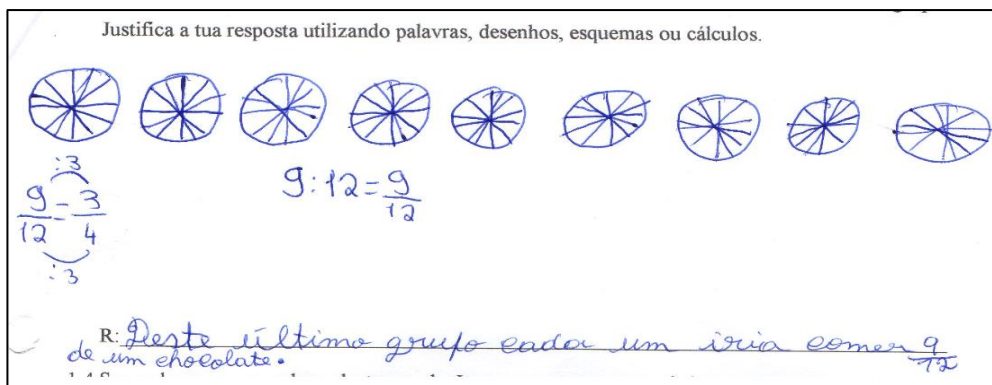 Justifica a tua resposta utilizando palavras, desenhos, esquemas ou cálculos.
:3
9/12 = 3/4
:3
9:12 = 9/12
R: Deste último grupo cada um iria comer 9/12
de um chocolate.